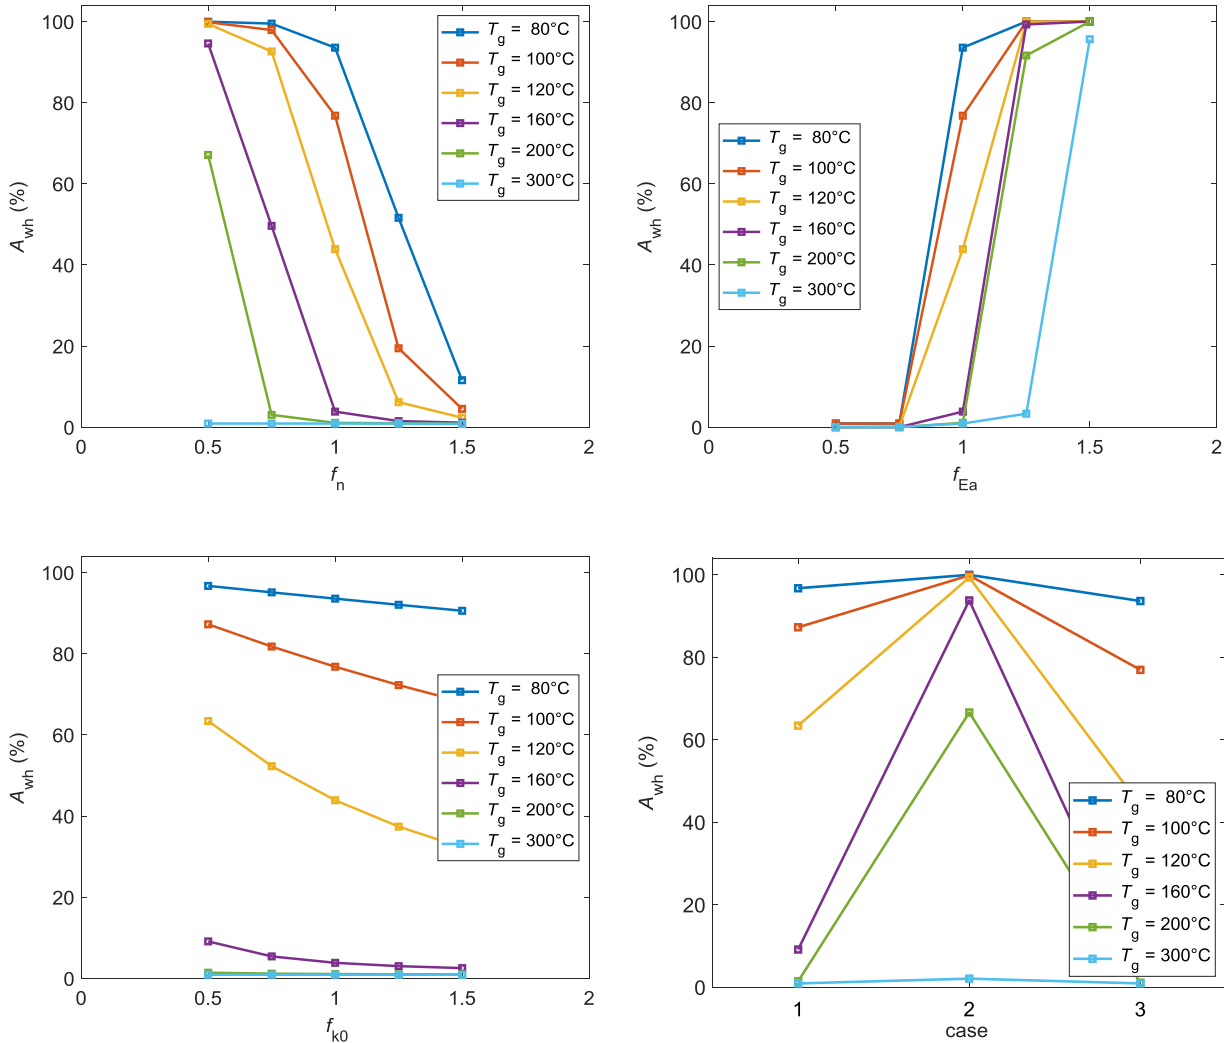 100
80
60
40
20
0
A_wh (%)
0
0.5
1
1.5
2
f_n
T_g = 80°C
T_g = 100°C
T_g = 120°C
T_g = 160°C
T_g = 200°C
T_g = 300°C
100
80
60
40
20
0
A_wh (%)
0
0.5
1
1.5
2
f_Ea
T_g = 80°C
T_g = 100°C
T_g = 120°C
T_g = 160°C
T_g = 200°C
T_g = 300°C
100
80
60
40
20
0
A_wh (%)
0
0.5
1
1.5
2
f_k0
T_g = 80°C
T_g = 100°C
T_g = 120°C
T_g = 160°C
T_g = 200°C
T_g = 300°C
100
80
60
40
20
0
A_wh (%)
1
2
3
case
T_g = 80°C
T_g = 100°C
T_g = 120°C
T_g = 160°C
T_g = 200°C
T_g = 300°C